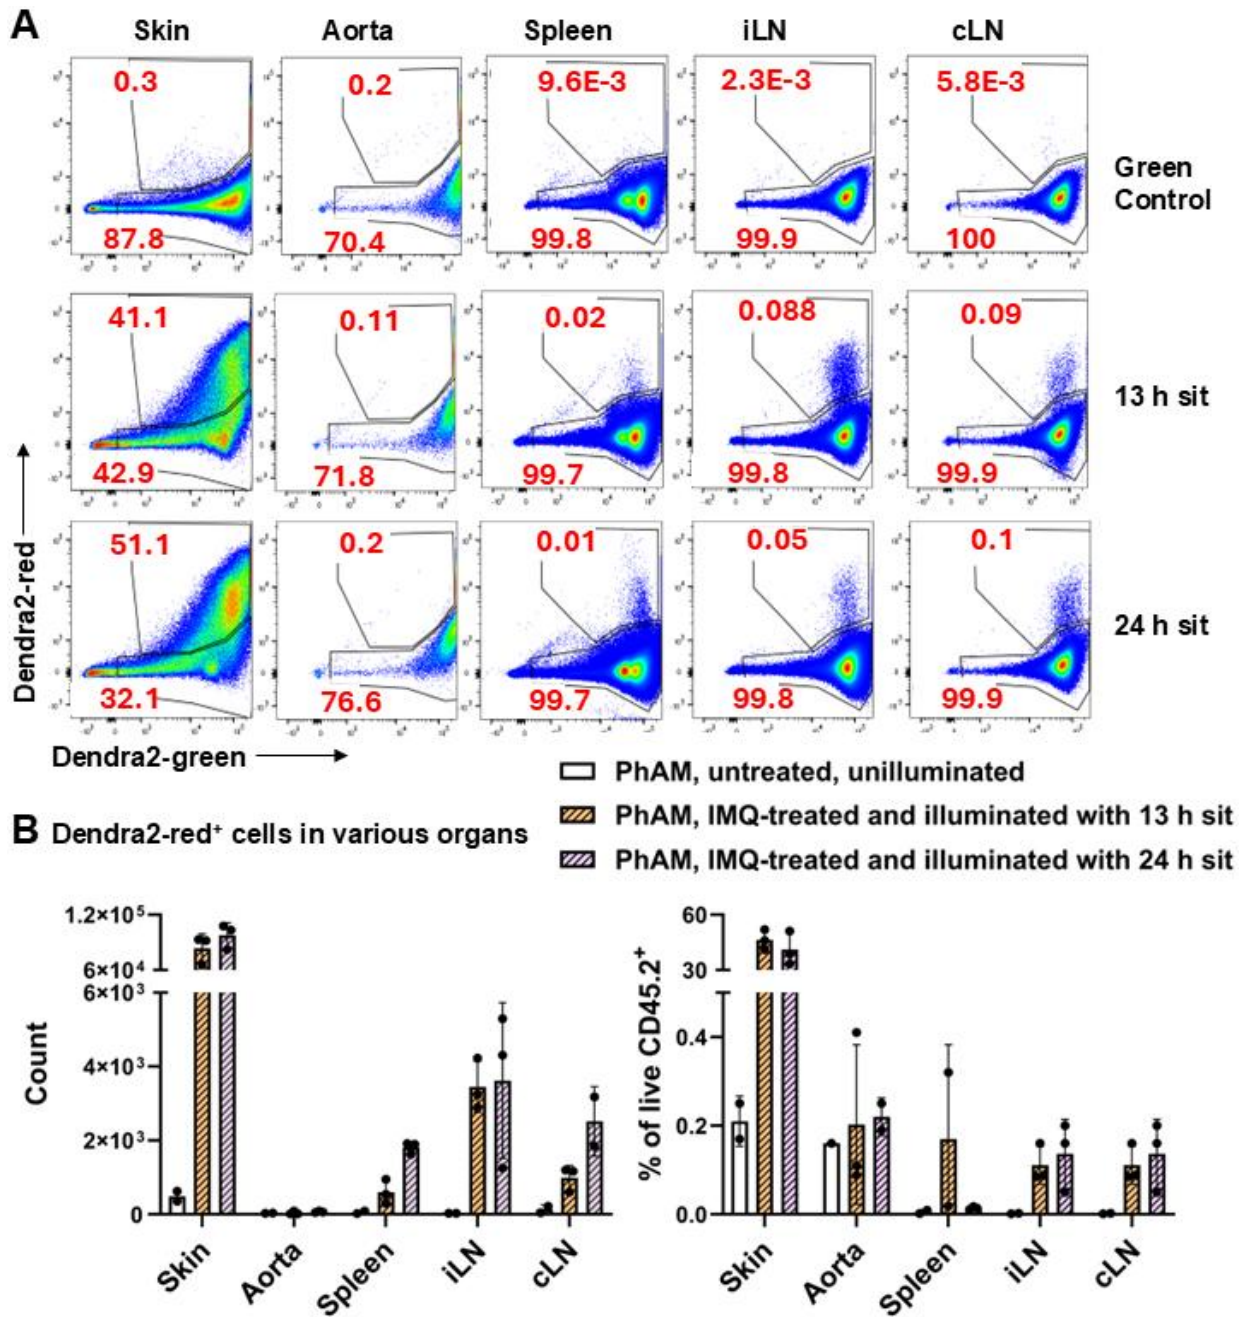 A
Skin Aorta Spleen iLN cLN
0.3 0.2 9.6E-3 2.3E-3 5.8E-3
Green
Control
87.8 70.4 99.8 99.9 100
41.1 0.11 0.02 0.088 0.09
13 h sit
42.9 71.8 99.7 99.8 99.9
51.1 0.2 0.01 0.05 0.1
24 h sit
32.1 76.6 99.7 99.8 99.9
Dendra2-red
Dendra2-green
PhAM, untreated, unilluminated
PhAM, IMQ-treated and illuminated with 13 h sit
PhAM, IMQ-treated and illuminated with 24 h sit
B Dendra2-red⁺ cells in various organs
Count
1.2×10⁵
6×10⁴
6×10³
4×10³
2×10³
0
Skin Aorta Spleen iLN cLN
% of live CD45.2⁺
60
30
0.4
0.2
0.0
Skin Aorta Spleen iLN cLN